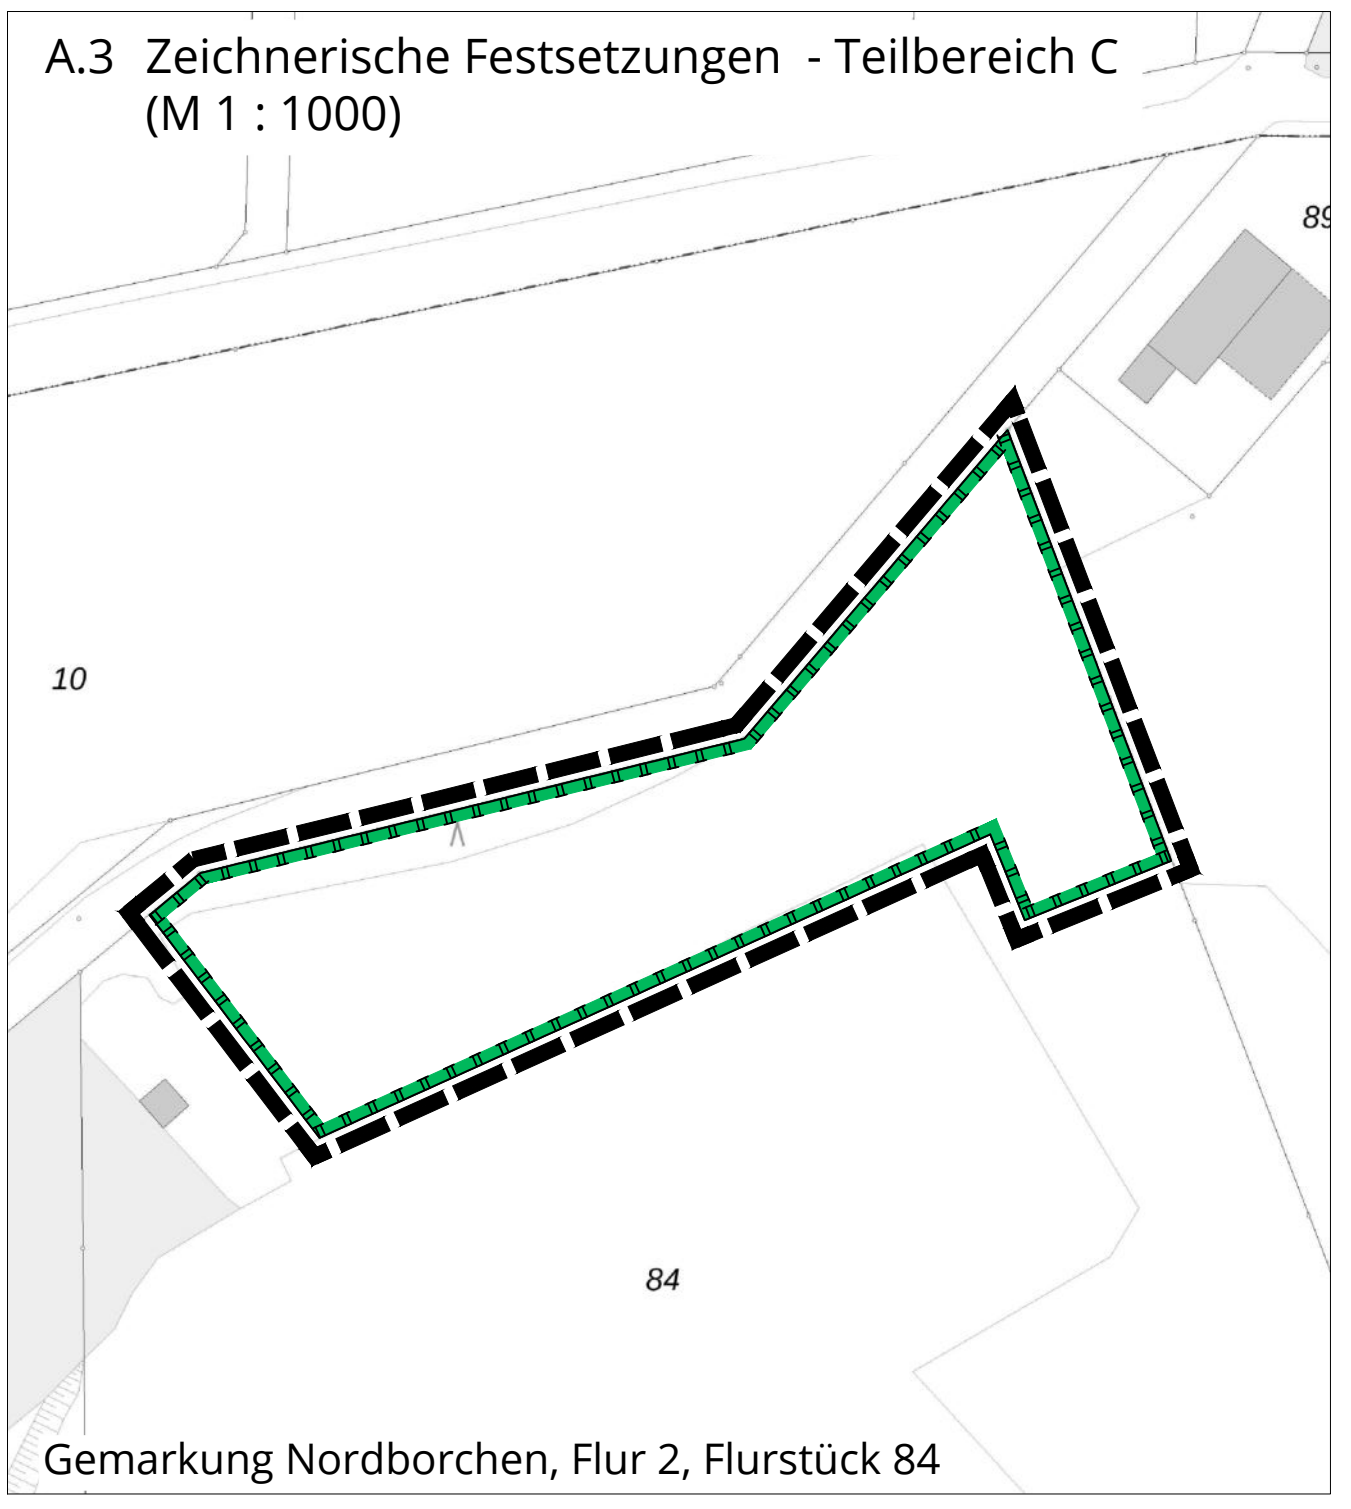 A.3 Zeichnerische Festsetzungen - Teilbereich C
(M 1 : 1000)
89
10
84
Gemarkung Nordborchen, Flur 2, Flurstück 84